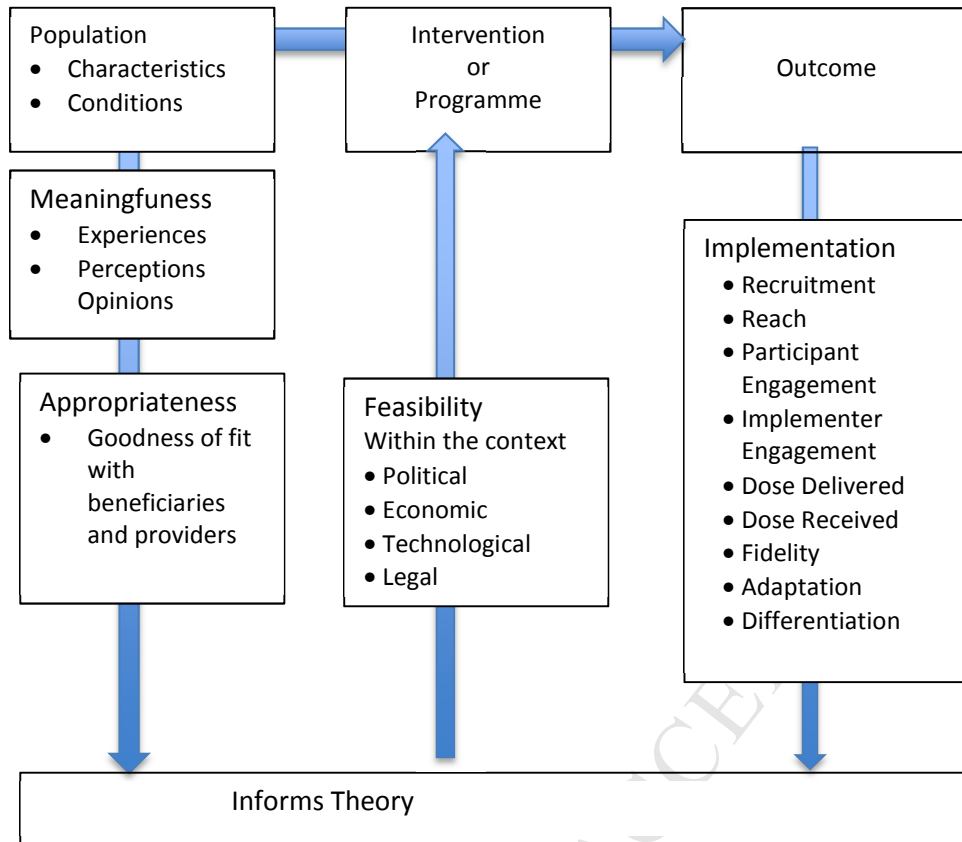 Population
• Characteristics
• Conditions
Intervention
or
Programme
Outcome
Meaningfuness
• Experiences
• Perceptions
Opinions
Implementation
• Recruitment
• Reach
• Participant
Engagement
• Implementer
Engagement
• Dose Delivered
• Dose Received
• Fidelity
• Adaptation
• Differentiation
Appropriateness
• Goodness of fit
with
beneficiaries
and providers
Feasibility
Within the context
• Political
• Economic
• Technological
• Legal
Informs Theory